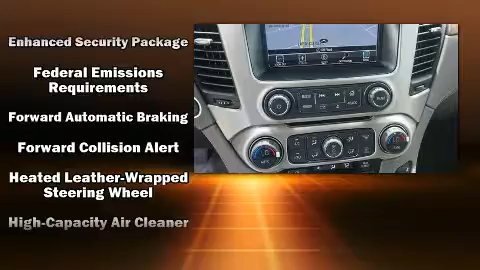 Enhanced Security Package
Federal Emissions
Requirements
Forward Automatic Braking
Forward Collision Alert
Heated Leather-Wrapped
Steering Wheel
High-Capacity Air Cleaner